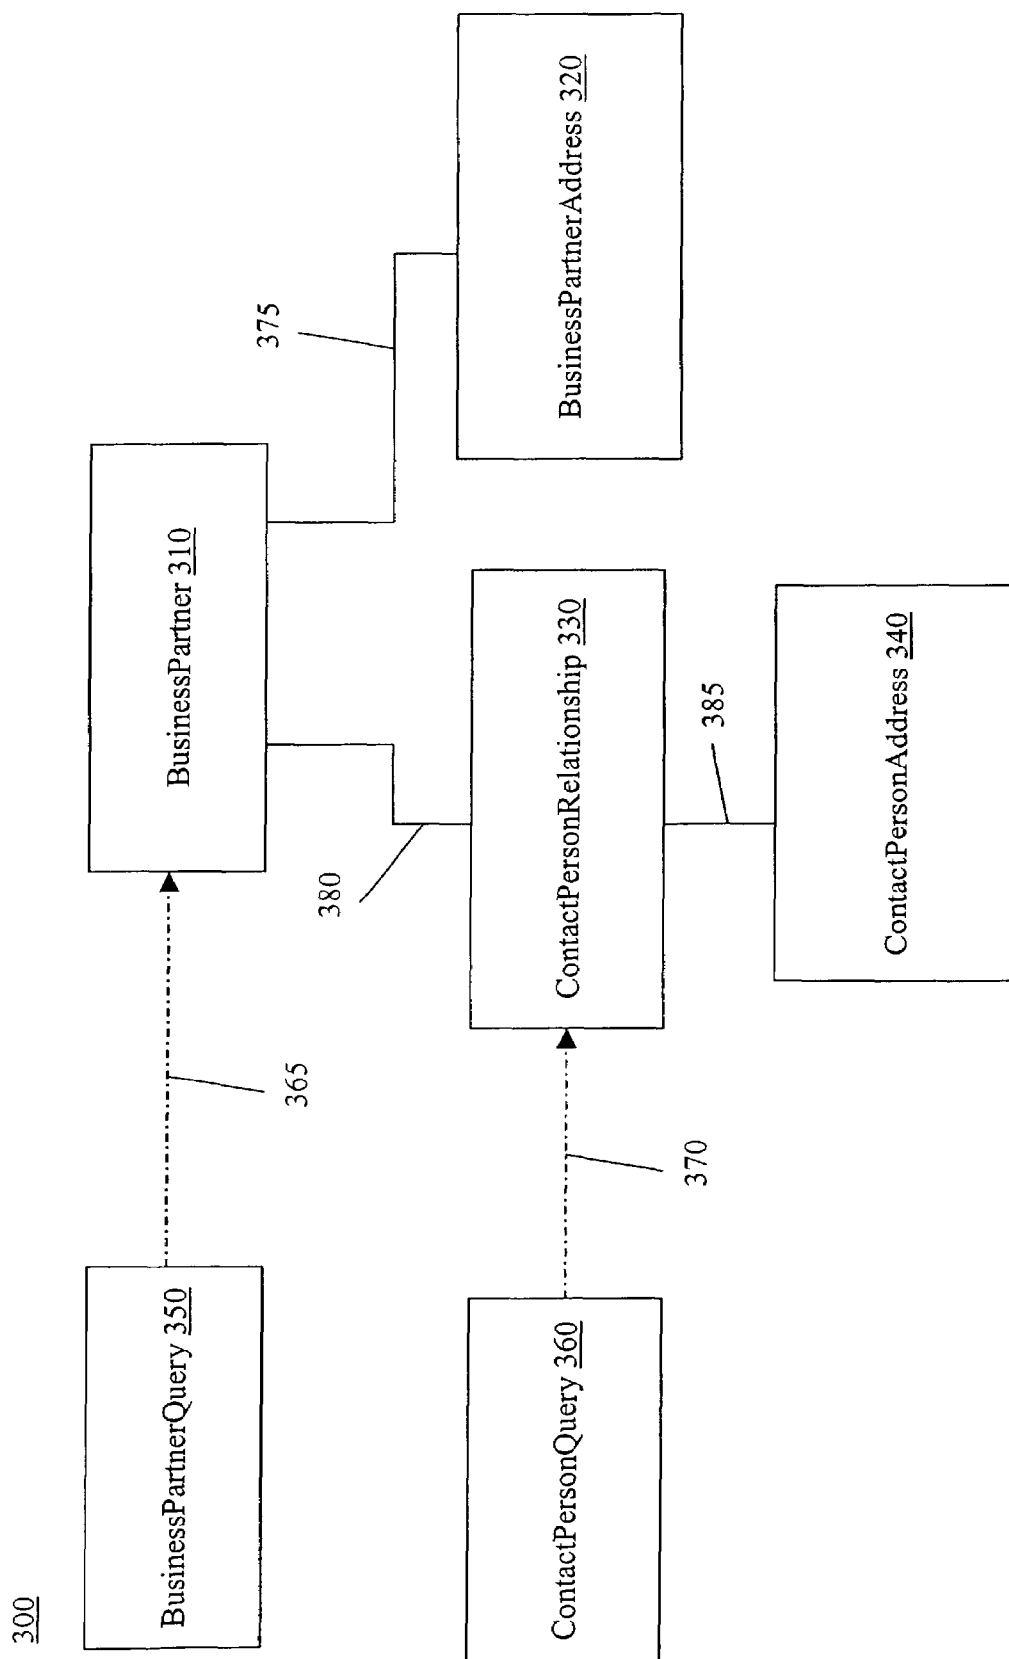 300
BusinessPartnerQuery 350
365
BusinessPartner 310
375
BusinessPartnerAddress 320
380
ContactPersonQuery 360
370
ContactPersonRelationship 330
385
ContactPersonAddress 340